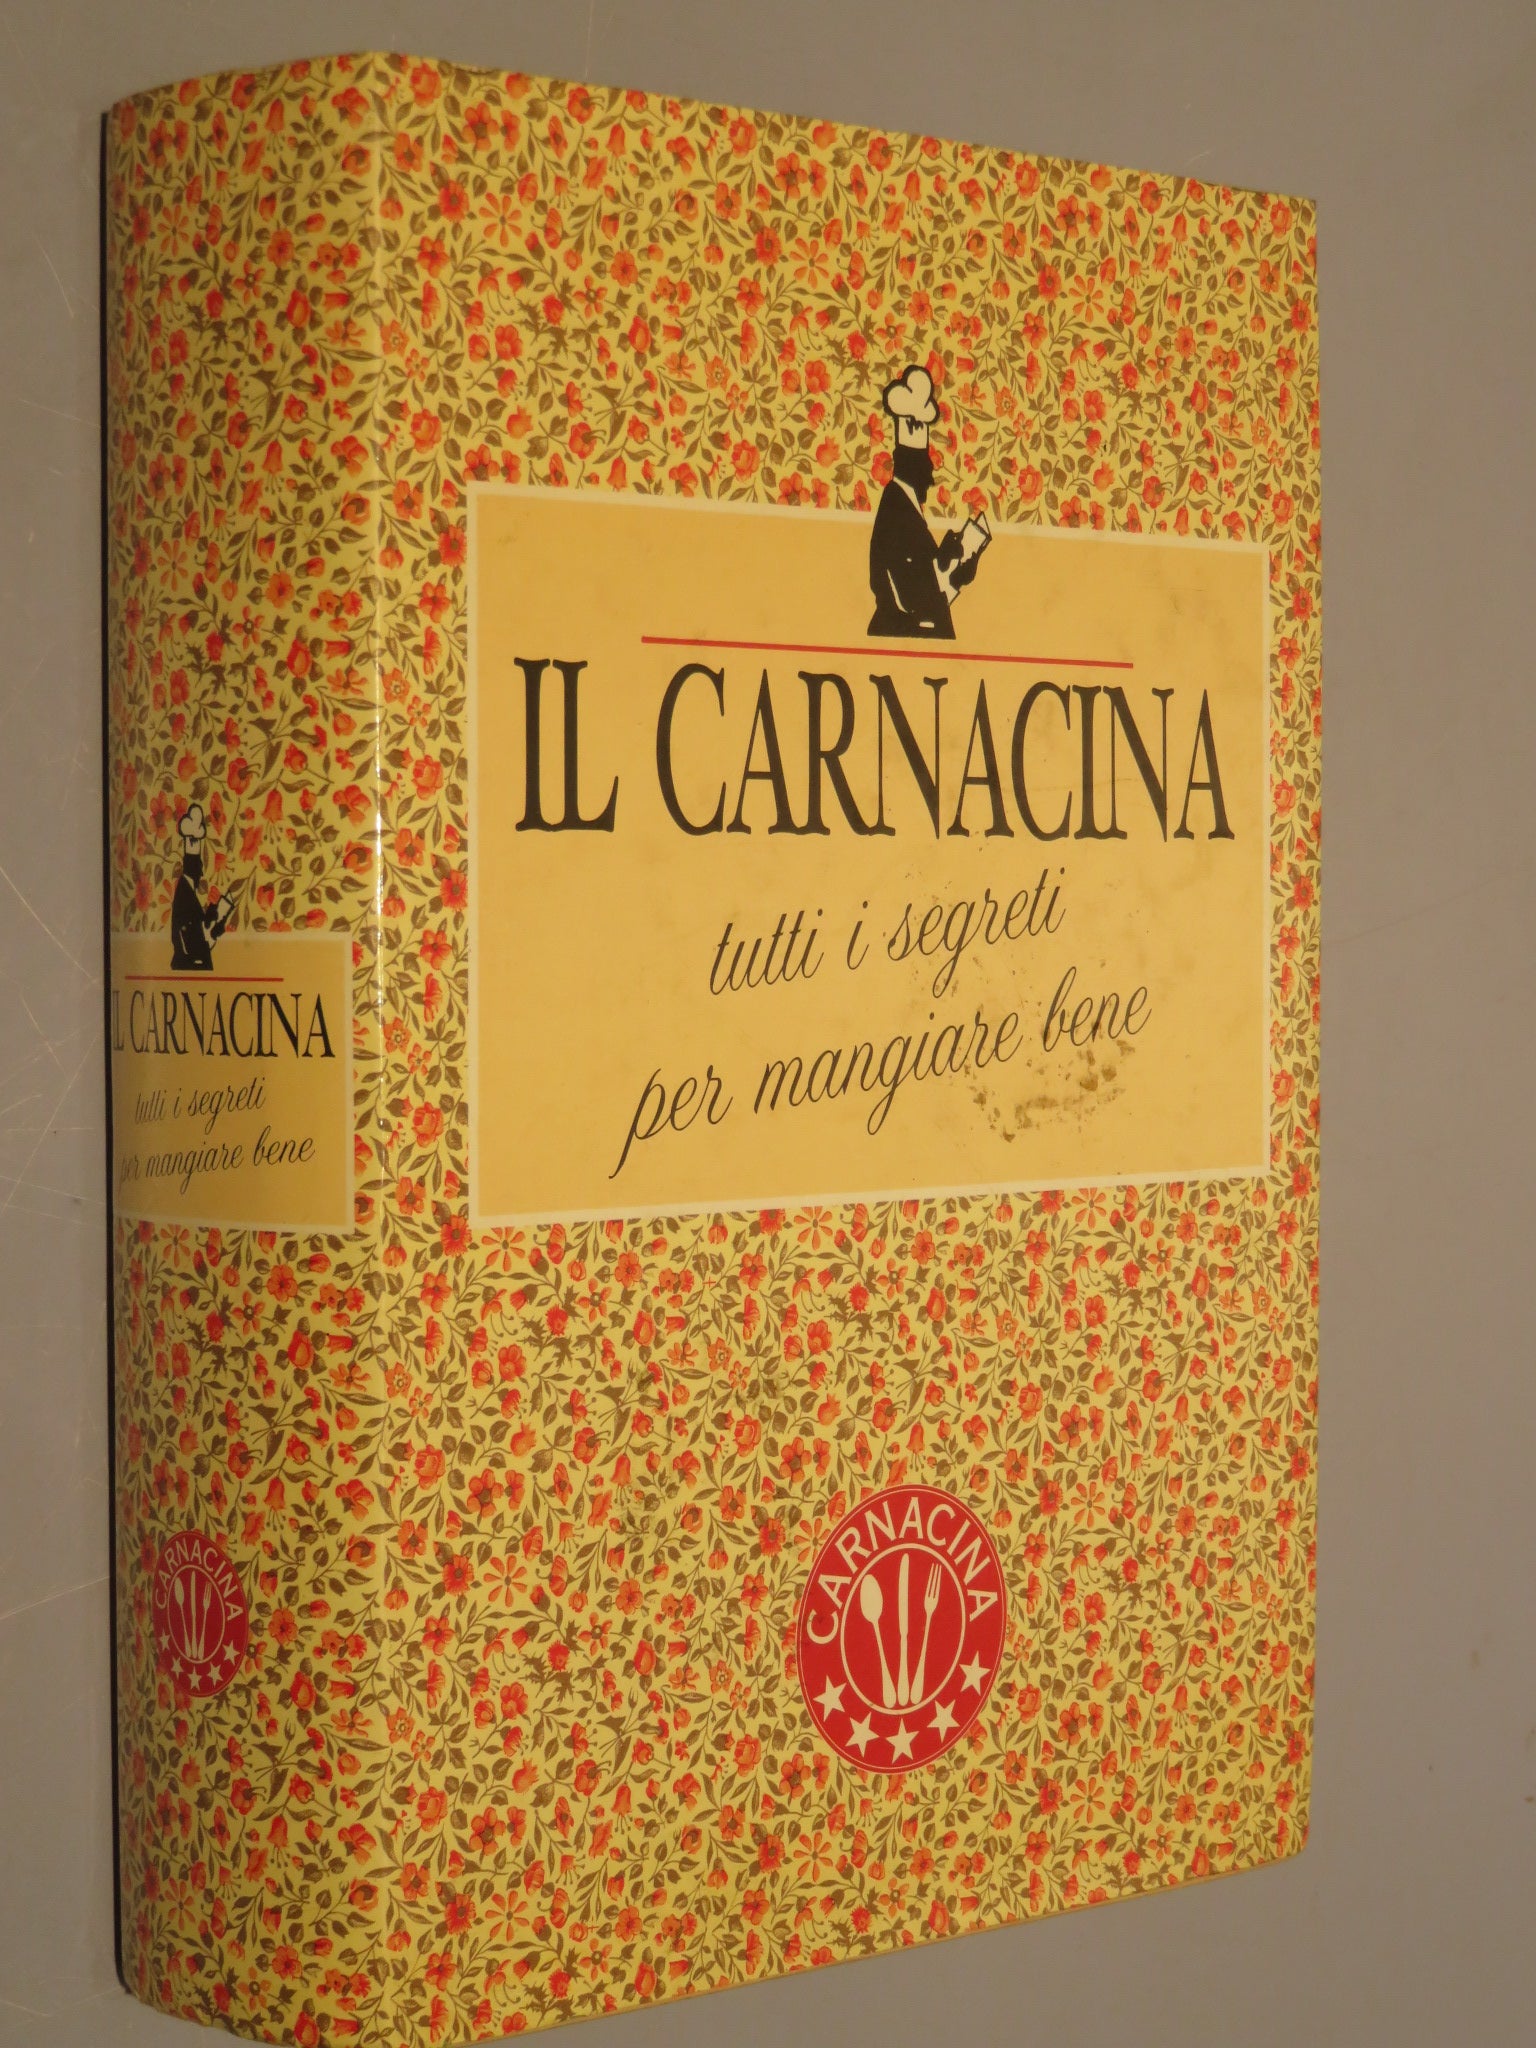 IL CARNACINA
tutti i segreti
per mangiare bene
CARNACINA
IL CARNACINA
tutti i segreti
per mangiare bene
CARNACINA